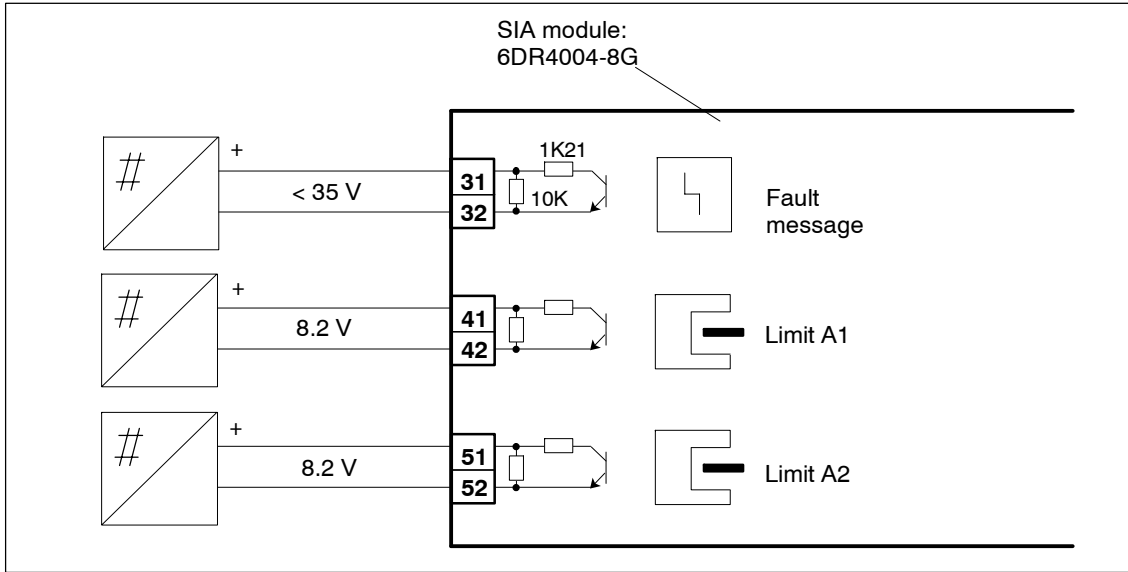 SIA module:
6DR4004-8G
#
+
< 35 V
31
32
1K21
10K
Fault
message
#
+
8.2 V
41
42
Limit A1
#
+
8.2 V
51
52
Limit A2